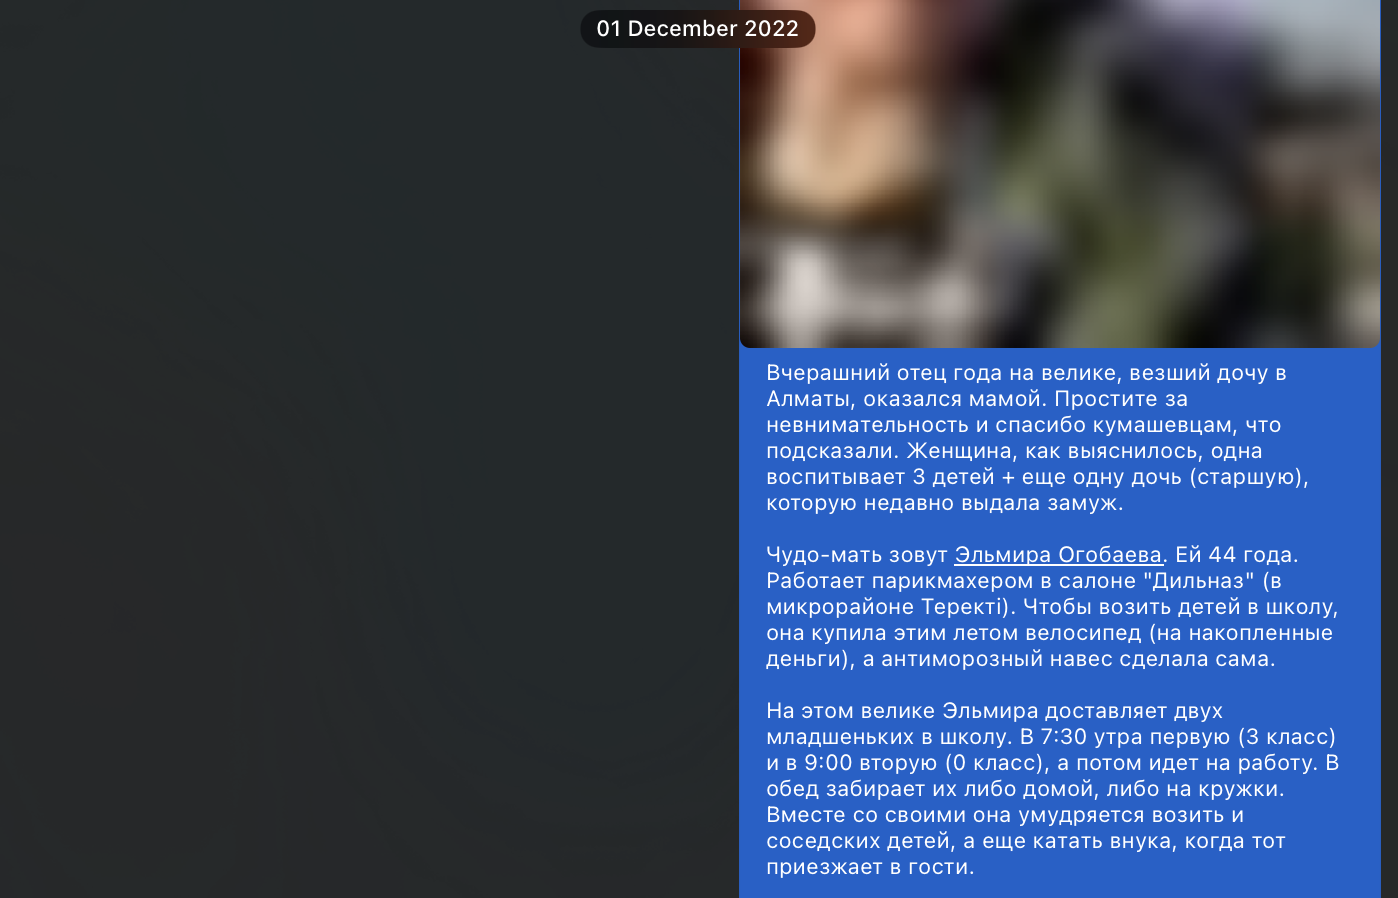 01 December 2022
Вчерашний отец года на велике, везший дочу в
Алматы, оказался мамой. Простите за
невнимательность и спасибо кумашевцам, что
подсказали. Женщина, как выяснилось, одна
воспитывает 3 детей + еще одну дочь (старшую),
которую недавно выдала замуж.
Чудо-мать зовут Эльмира Огобаева. Ей 44 года.
Работает парикмахером в салоне "Дильназ" (в
микрорайоне Теректі). Чтобы возить детей в школу,
она купила этим летом велосипед (на накопленные
деньги), а антиморозный навес сделала сама.
На этом велике Эльмира доставляет двух
младшеньких в школу. В 7:30 утра первую (3 класс)
и в 9:00 вторую (0 класс), а потом идет на работу. В
обед забирает их либо домой, либо на кружки.
Вместе со своими она умудряется возить и
соседских детей, а еще катать внука, когда тот
приезжает в гости.